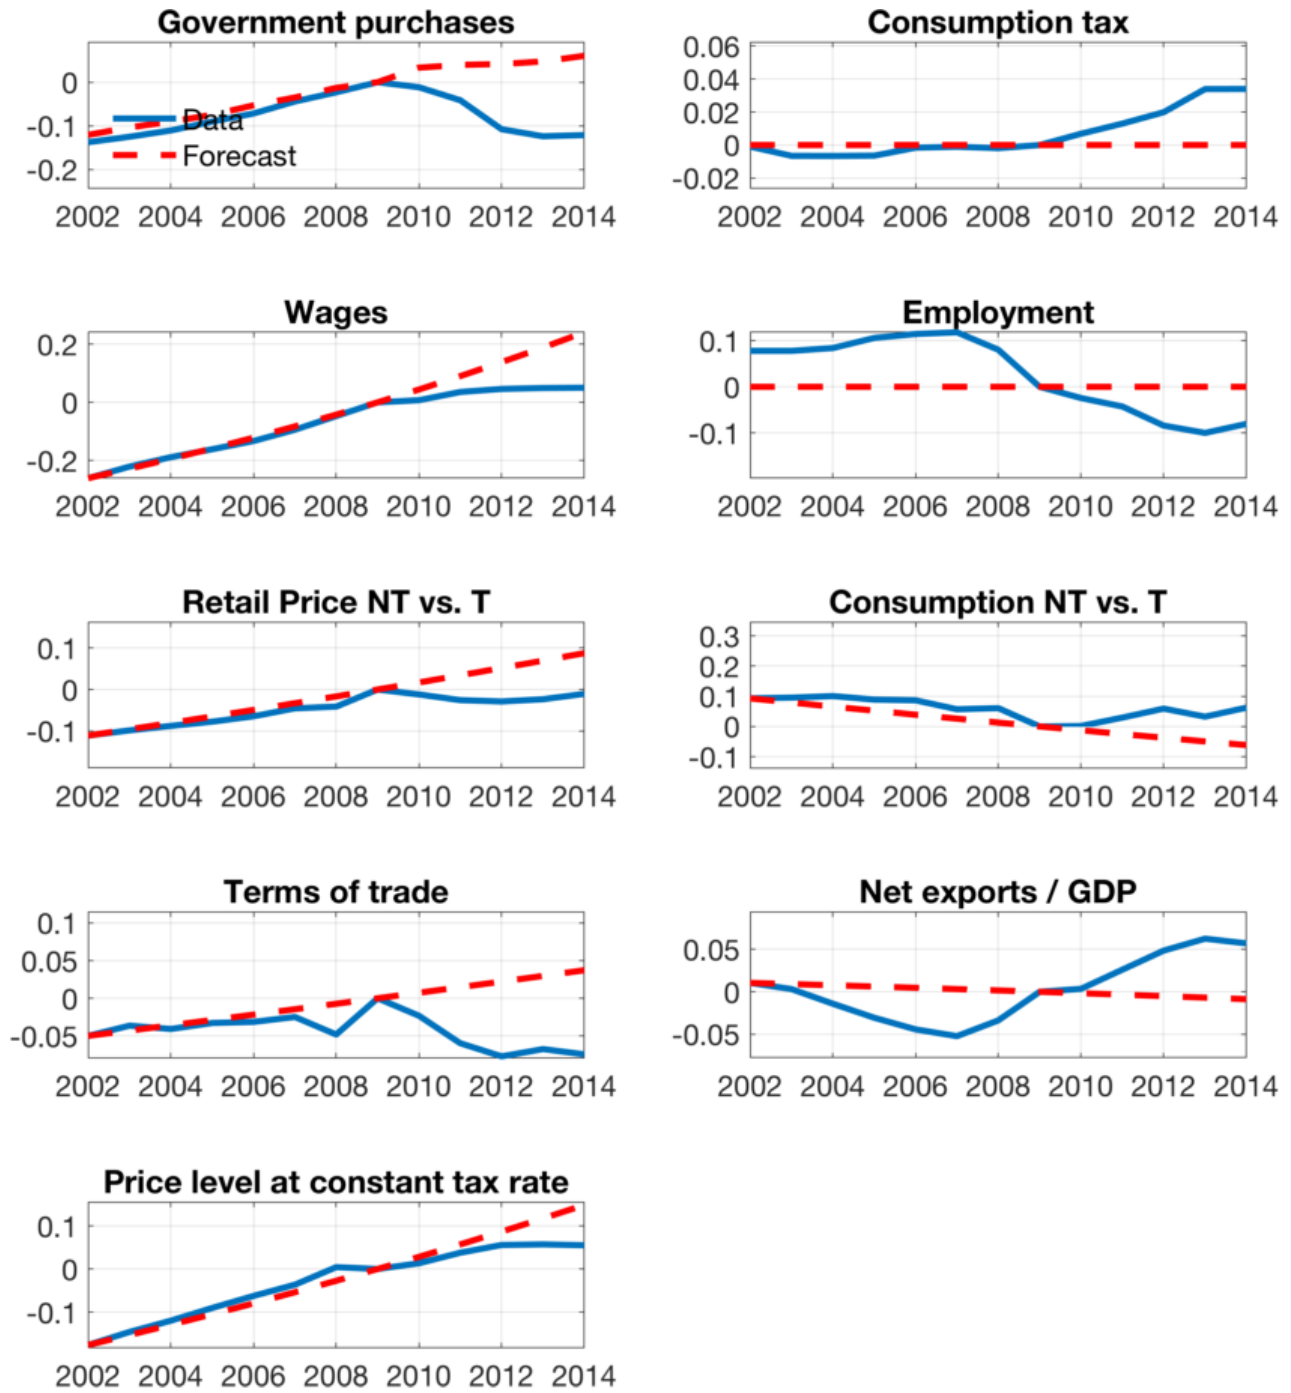 Government purchases
0
-0.1
-0.2
Data
Forecast
2002 2004 2006 2008 2010 2012 2014
Consumption tax
0.06
0.04
0.02
0
-0.02
2002 2004 2006 2008 2010 2012 2014
Wages
0.2
0
-0.2
2002 2004 2006 2008 2010 2012 2014
Employment
0.1
0
-0.1
2002 2004 2006 2008 2010 2012 2014
Retail Price NT vs. T
0.1
0
-0.1
2002 2004 2006 2008 2010 2012 2014
Consumption NT vs. T
0.3
0.2
0.1
0
-0.1
2002 2004 2006 2008 2010 2012 2014
Terms of trade
0.1
0.05
0
-0.05
2002 2004 2006 2008 2010 2012 2014
Net exports / GDP
0.05
0
-0.05
2002 2004 2006 2008 2010 2012 2014
Price level at constant tax rate
0.1
0
-0.1
2002 2004 2006 2008 2010 2012 2014